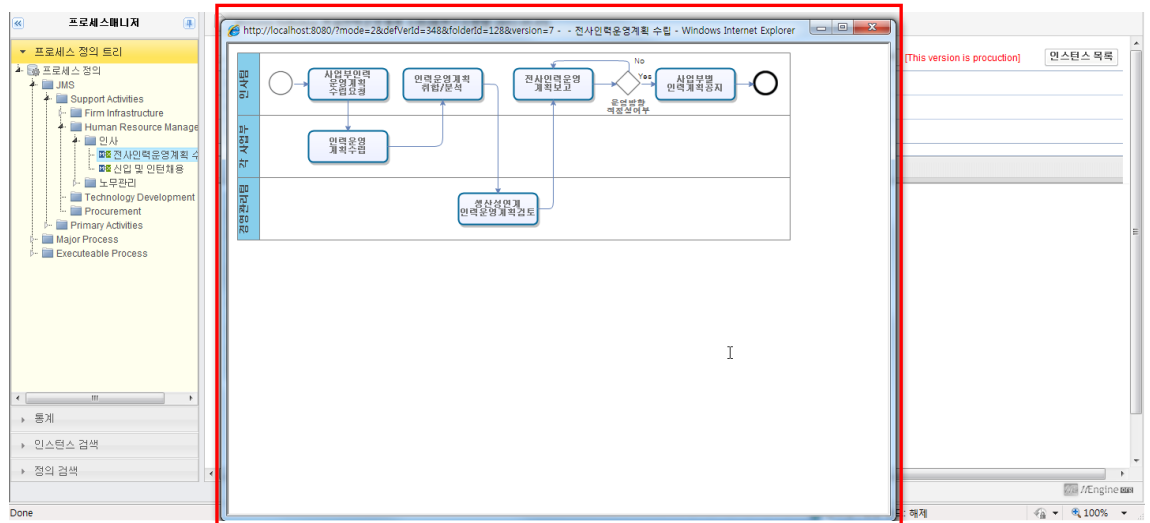 프로세스매니저
프로세스 정의 트리
프로세스 정의
JMS
Support Activities
Firm Infrastructure
Human Resource Manage
인사
전사인력운영계획 수
신입 및 인턴채용
노무관리
Technology Development
Procurement
Primary Activities
Major Process
Executeable Process
통계
인스턴스 검색
정의 검색
Done
http://localhost:8080/?mode=2&defVerId=348&folderId=128&version=7 - - 전사인력운영계획 수립 - Windows Internet Explorer
인사팀
사업부인력
운영계획
수립요청
인력운영계획
취합/분석
전사인력운영
계획보고
No
Yes
운영방향
적정성여부
사업부별
인력계획공지
각 사업부
인력운영
계획수립
경영관리팀
생산성연계
인력운영계획검토
[This version is procuction]
인스턴스 목록
해제
100%